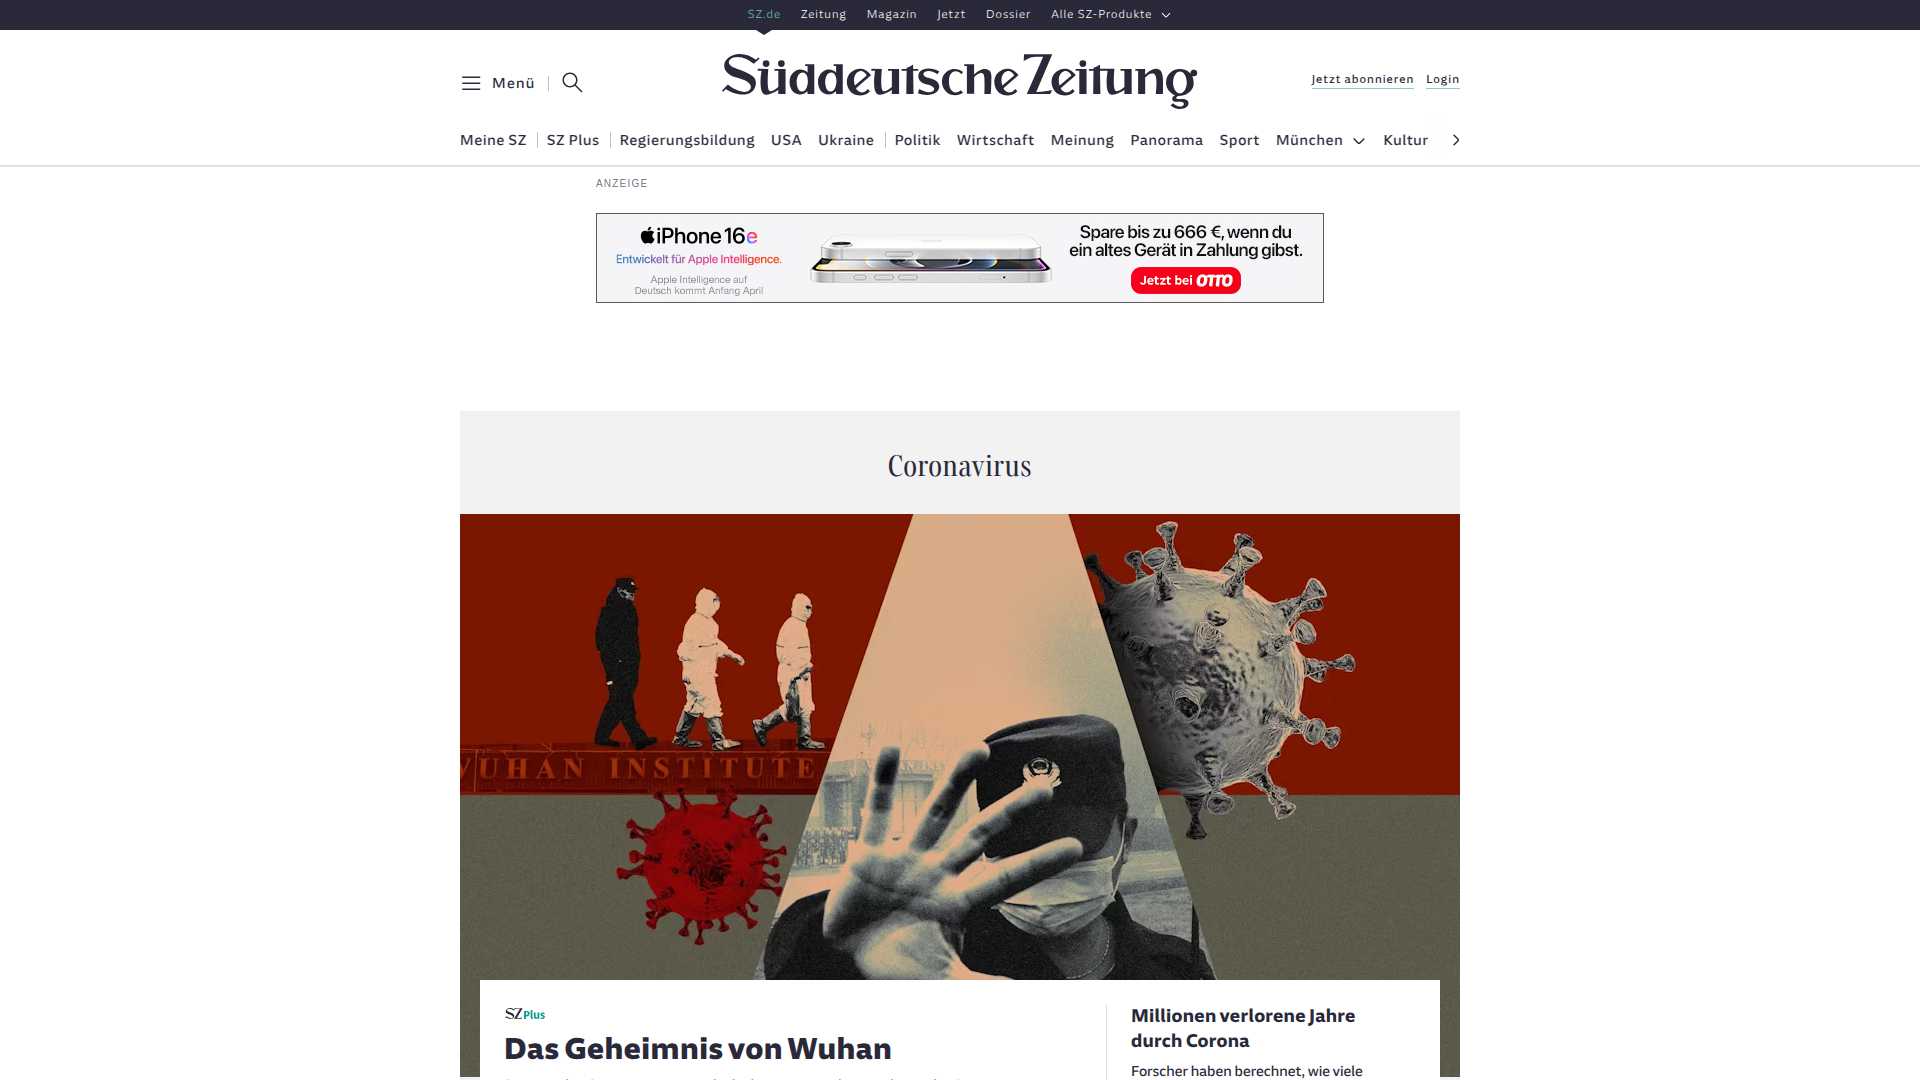 SZ.de Zeitung Magazin Jetzt Dossier Alle SZ-Produkte
Menü
Süddeutsche Zeitung
Jetzt abonnieren Login
Meine SZ SZ Plus Regierungsbildung USA Ukraine Politik Wirtschaft Meinung Panorama Sport München Kultur
ANZEIGE
iPhone 16e
Entwickelt für Apple Intelligence.
Apple Intelligence auf
Deutsch kommt Anfang April
Spare bis zu 666 €, wenn du
ein altes Gerät in Zahlung gibst.
Jetzt bei OTTO
Coronavirus
WUHAN INSTITUTE
SZ Plus
Das Geheimnis von Wuhan
Millionen verlorene Jahre
durch Corona
Forscher haben berechnet, wie viele